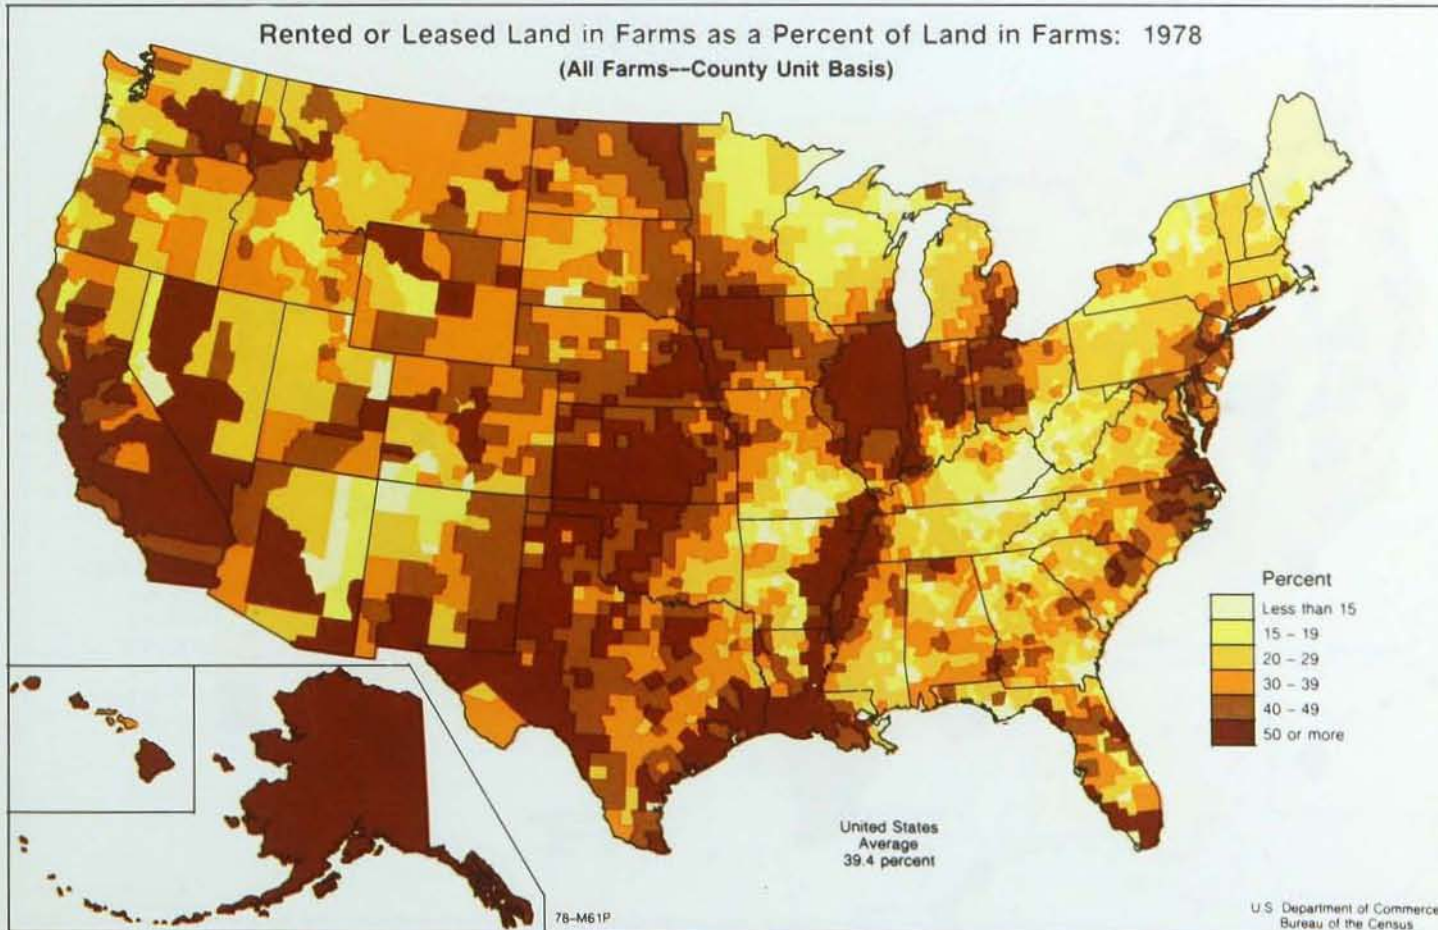 Rented or Leased Land in Farms as a Percent of Land in Farms: 1978
(All Farms--County Unit Basis)
Percent
Less than 15
15 - 19
20 - 29
30 - 39
40 - 49
50 or more
United States
Average
39.4 percent
78-M61P
U.S. Department of Commerce
Bureau of the Census